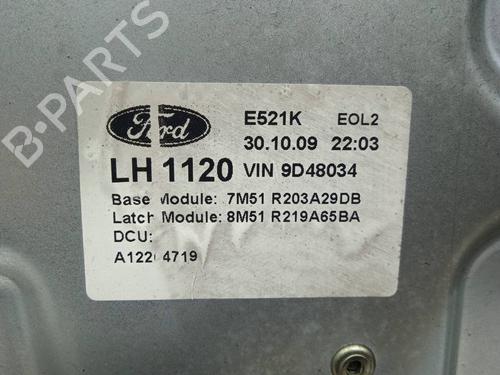 B-PARTS
Ford
E521K EOL2
30.10.09 22:03
LH 1120 VIN 9D48034
Base Module: 7M51 R203A29DB
Latch Module: 8M51 R219A65BA
DCU: